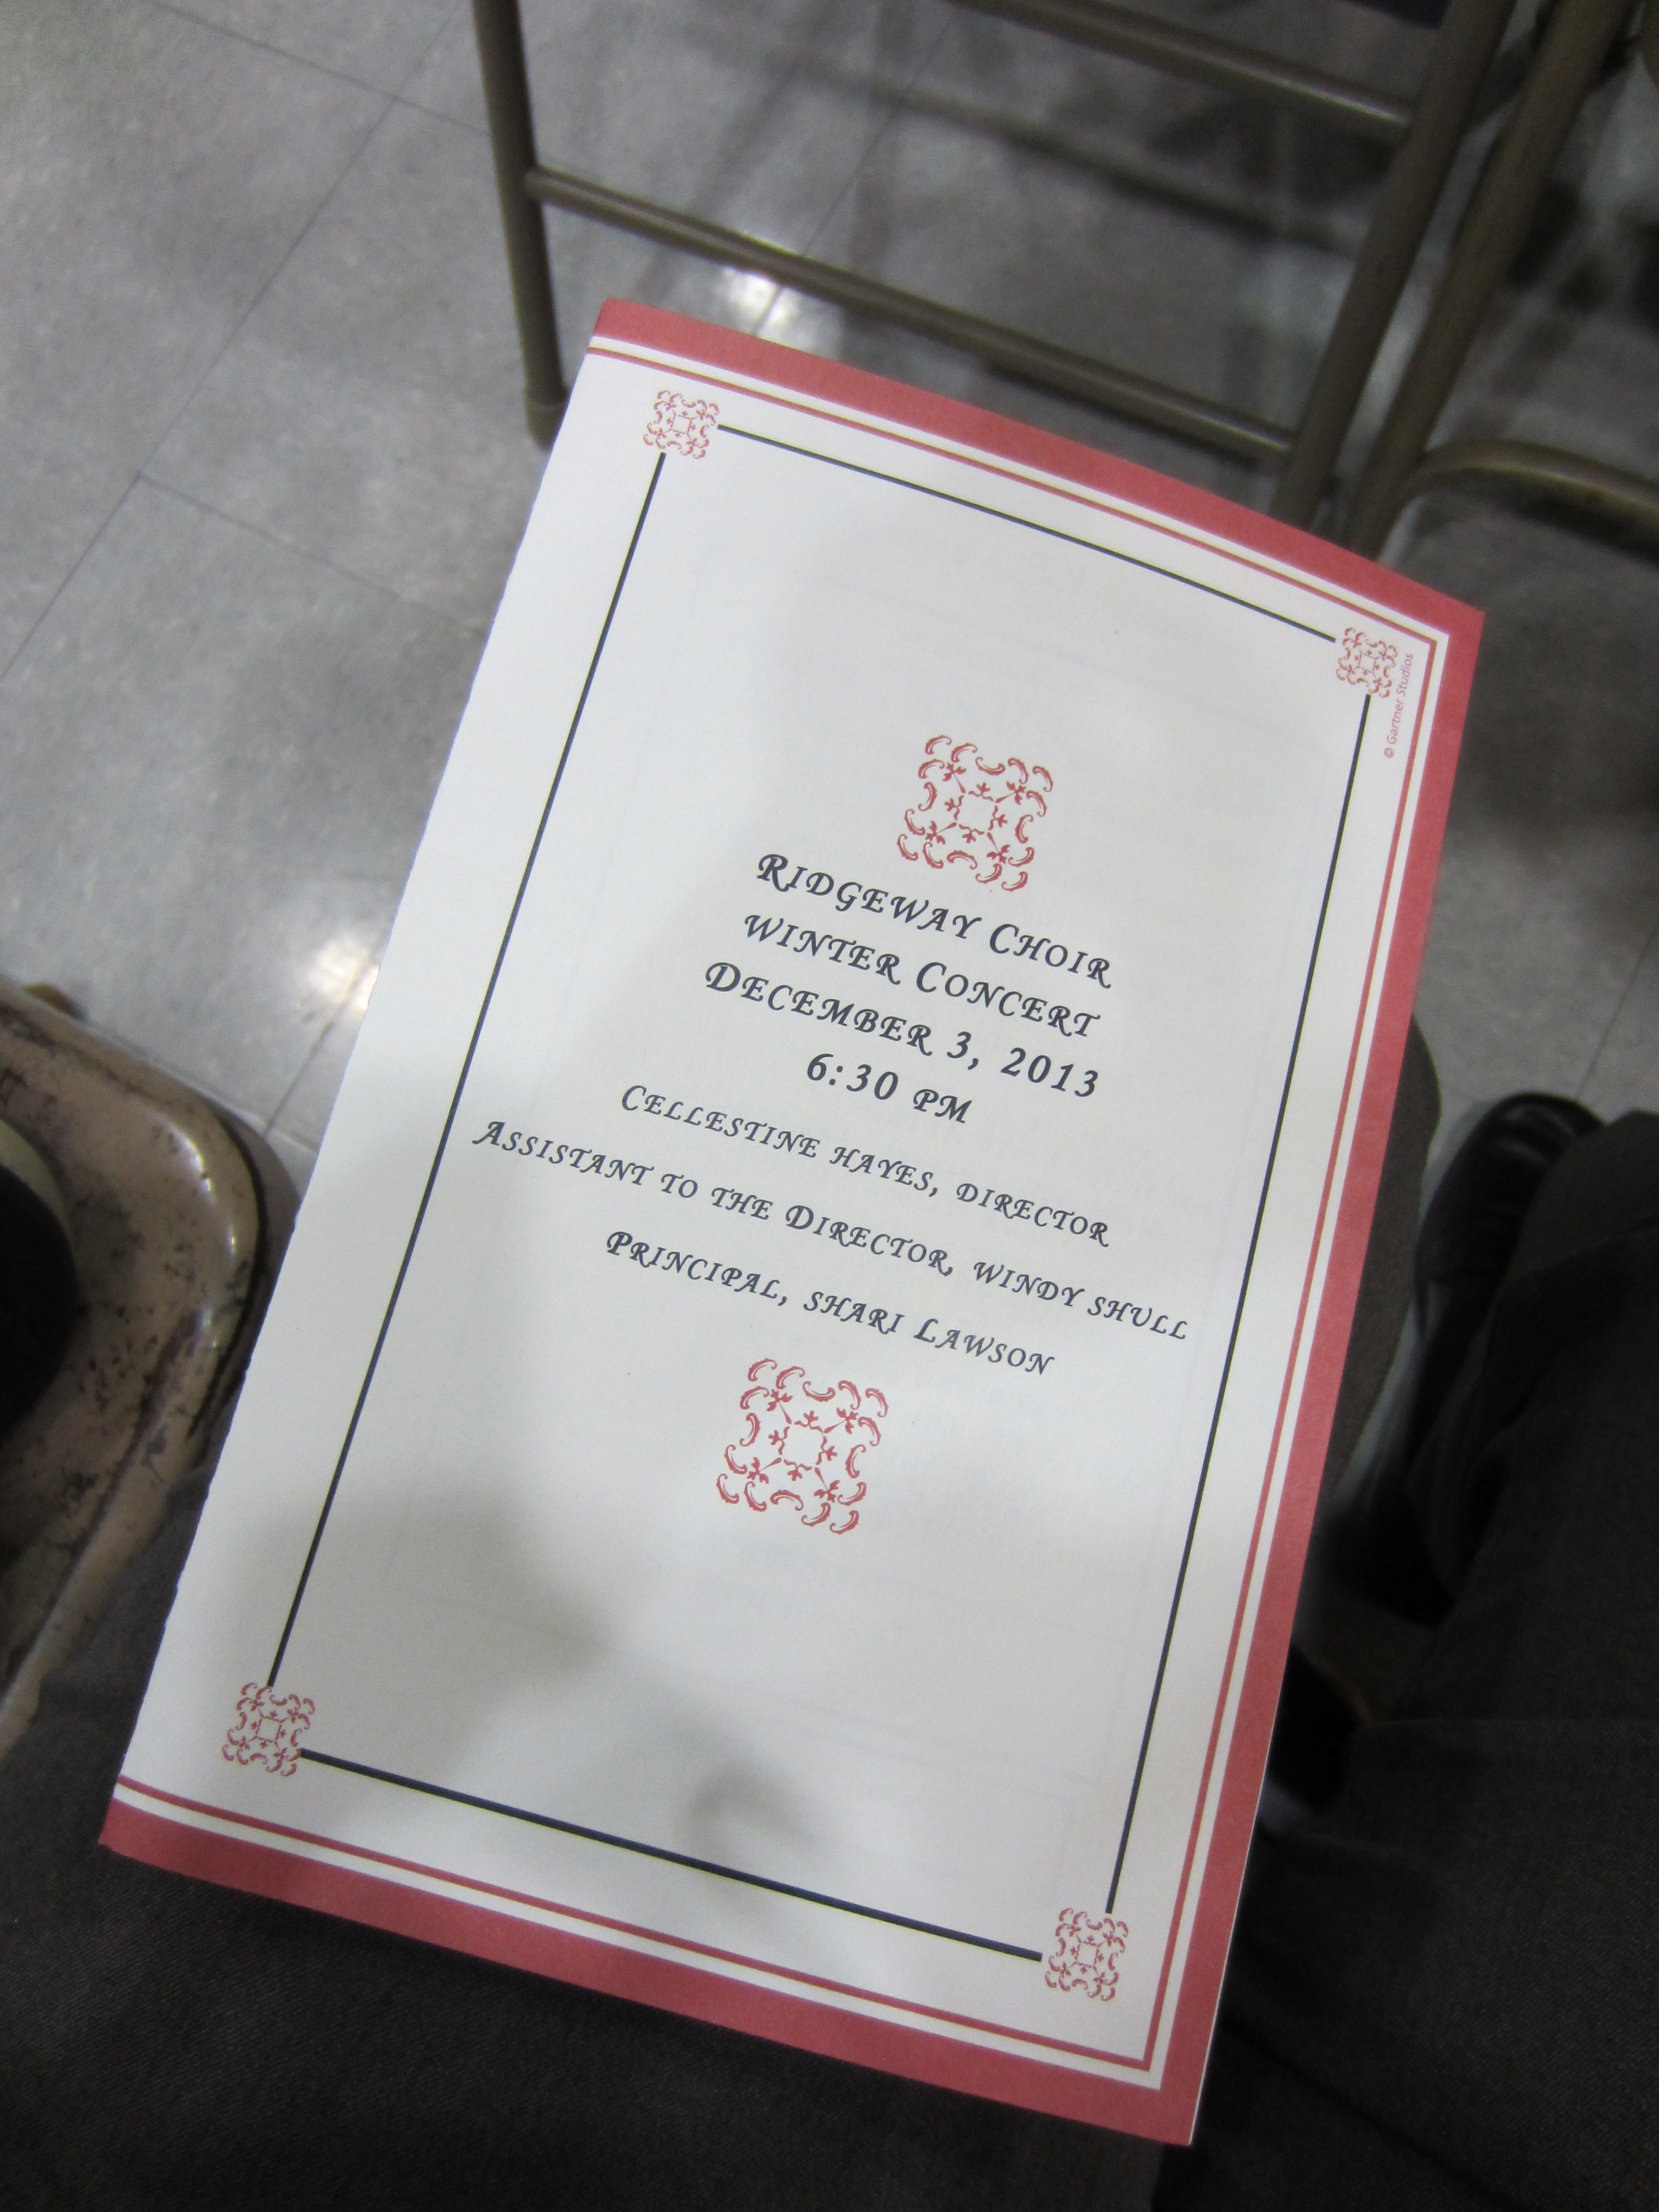 © Gartner Studios
RIDGEWAY CHOIR
WINTER CONCERT
DECEMBER 3, 2013
6:30 PM
CELLESTINE HAYES, DIRECTOR
ASSISTANT TO THE DIRECTOR, WINDY SHULL
PRINCIPAL, SHARI LAWSON